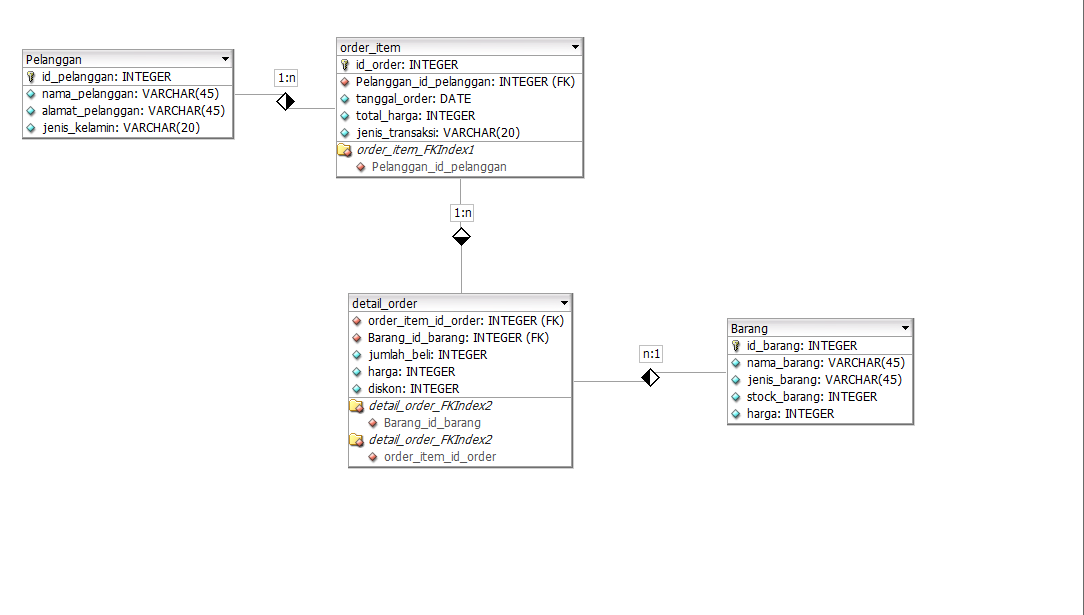 Pelanggan
id_pelanggan: INTEGER
nama_pelanggan: VARCHAR(45)
alamat_pelanggan: VARCHAR(45)
jenis_kelamin: VARCHAR(20)
1:n
order_item
id_order: INTEGER
Pelanggan_id_pelanggan: INTEGER (FK)
tanggal_order: DATE
total_harga: INTEGER
jenis_transaksi: VARCHAR(20)
order_item_FKIndex1
Pelanggan_id_pelanggan
1:n
detail_order
order_item_id_order: INTEGER (FK)
Barang_id_barang: INTEGER (FK)
jumlah_beli: INTEGER
harga: INTEGER
diskon: INTEGER
detail_order_FKIndex2
Barang_id_barang
detail_order_FKIndex2
order_item_id_order
n:1
Barang
id_barang: INTEGER
nama_barang: VARCHAR(45)
jenis_barang: VARCHAR(45)
stock_barang: INTEGER
harga: INTEGER